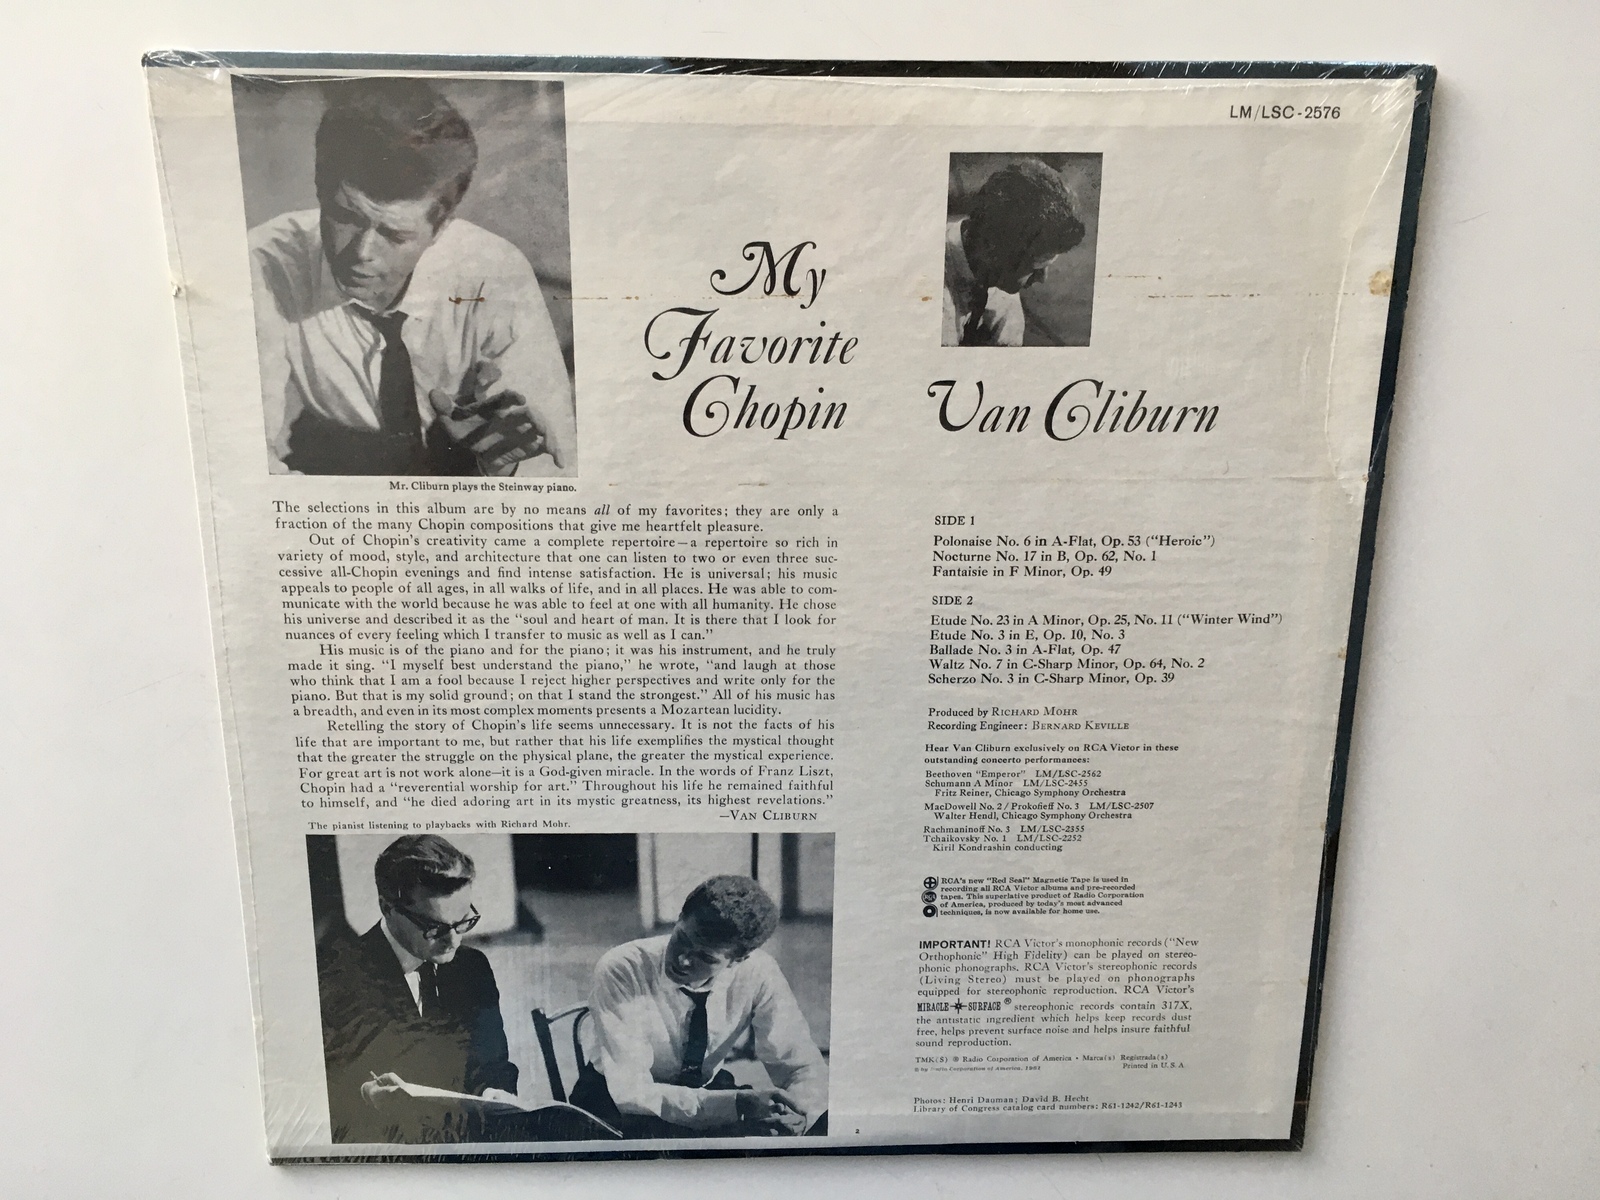 LM/LSC-2576
My
Favorite
Chopin
Van Cliburn
Mr. Cliburn plays the Steinway piano.
The selections in this album are by no means all of my favorites; they are only a
fraction of the many Chopin compositions that give me heartfelt pleasure.
Out of Chopin's creativity came a complete repertoire—a repertoire so rich in
variety of mood, style, and architecture that one can listen to two or even three suc-
cessive all-Chopin evenings and find intense satisfaction. He is universal; his music
appeals to people of all ages, in all walks of life, and in all places. He was able to com-
municate with the world because he was able to feel at one with all humanity. He chose
his universe and described it as the “soul and heart of man. It is there that I look for
nuances of every feeling which I transfer to music as well as I can.”
His music is of the piano and for the piano; it was his instrument, and he truly
made it sing. “I myself best understand the piano,” he wrote, “and laugh at those
who think that I am a fool because I reject higher perspectives and write only for the
piano. But that is my solid ground; on that I stand the strongest.” All of his music has
a breadth, and even in its most complex moments presents a Mozartean lucidity.
Retelling the story of Chopin's life seems unnecessary. It is not the facts of his
life that are important to me, but rather that his life exemplifies the mystical thought
that the greater the struggle on the physical plane, the greater the mystical experience.
For great art is not work alone—it is a God-given miracle. In the words of Franz Liszt,
Chopin had a “reverential worship for art.” Throughout his life he remained faithful
to himself, and “he died adoring art in its mystic greatness, its highest revelations.”
—VAN CLIBURN
The pianist listening to playbacks with Richard Mohr.
SIDE 1
Polonaise No. 6 in A-Flat, Op. 53 (“Heroic”)
Nocturne No. 17 in B, Op. 62, No. 1
Fantaisie in F Minor, Op. 49
SIDE 2
Etude No. 23 in A Minor, Op. 25, No. 11 (“Winter Wind”)
Etude No. 3 in E, Op. 10, No. 3
Ballade No. 3 in A-Flat, Op. 47
Waltz No. 7 in C-Sharp Minor, Op. 64, No. 2
Scherzo No. 3 in C-Sharp Minor, Op. 39
Produced by RICHARD MOHR
Recording Engineer: BERNARD KEVILLE
Hear Van Cliburn exclusively on RCA Victor in these
outstanding concerto performances:
Beethoven “Emperor” LM/LSC-2562
Schumann A Minor LM/LSC-2455
Fritz Reiner, Chicago Symphony Orchestra
MacDowell No. 2 / Prokofieff No. 3 LM/LSC-2507
Walter Hendl, Chicago Symphony Orchestra
Rachmaninoff No. 3 LM/LSC-2355
Tchaikovsky No. 1 LM/LSC-2252
Kiril Kondrashin conducting
RCA's new “Red Seal” Magnetic Tape is used in
recording all RCA Victor albums and pre-recorded
tapes. This superlative product of Radio Corporation
of America, produced by today's most advanced
techniques, is now available for home use.
IMPORTANT! RCA Victor's monophonic records (“New
Orthophonic” High Fidelity) can be played on stereo-
phonic phonographs. RCA Victor's stereophonic records
(Living Stereo) must be played on phonographs
equipped for stereophonic reproduction. RCA Victor's
MIRACLE SURFACE ® stereophonic records contain 317X,
the antistatic ingredient which helps keep records dust
free, helps prevent surface noise and helps insure faithful
sound reproduction.
TMK(S) ® Radio Corporation of America • Marca(s) Registrada(s)
© by Radio Corporation of America, 1961 Printed in U.S.A.
Photos: Henri Dauman; David B. Hecht
Library of Congress catalog card numbers: R61-1242/R61-1243
2